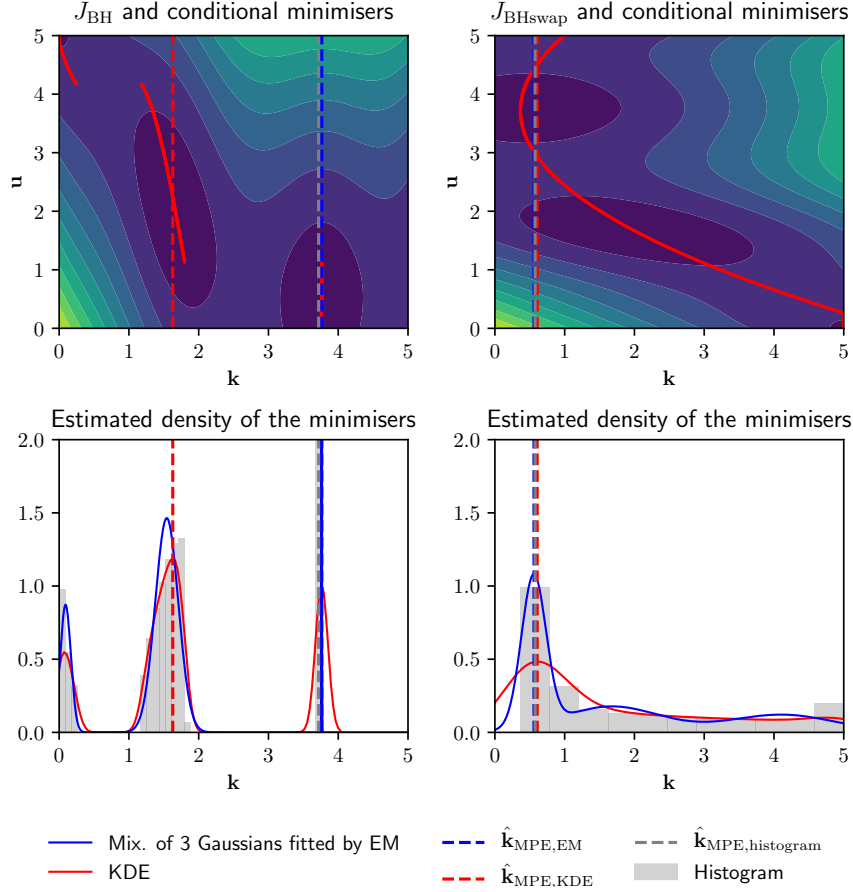 J_BH and conditional minimisers
J_BHswap and conditional minimisers
5
4
3
2
1
0
u
0 1 2 3 4 5
k
5
4
3
2
1
0
u
0 1 2 3 4 5
k
Estimated density of the minimisers
Estimated density of the minimisers
2.0
1.5
1.0
0.5
0.0
0 1 2 3 4 5
k
2.0
1.5
1.0
0.5
0.0
0 1 2 3 4 5
k
Mix. of 3 Gaussians fitted by EM
KDE
k̂_MPE,EM
k̂_MPE,KDE
k̂_MPE,histogram
Histogram